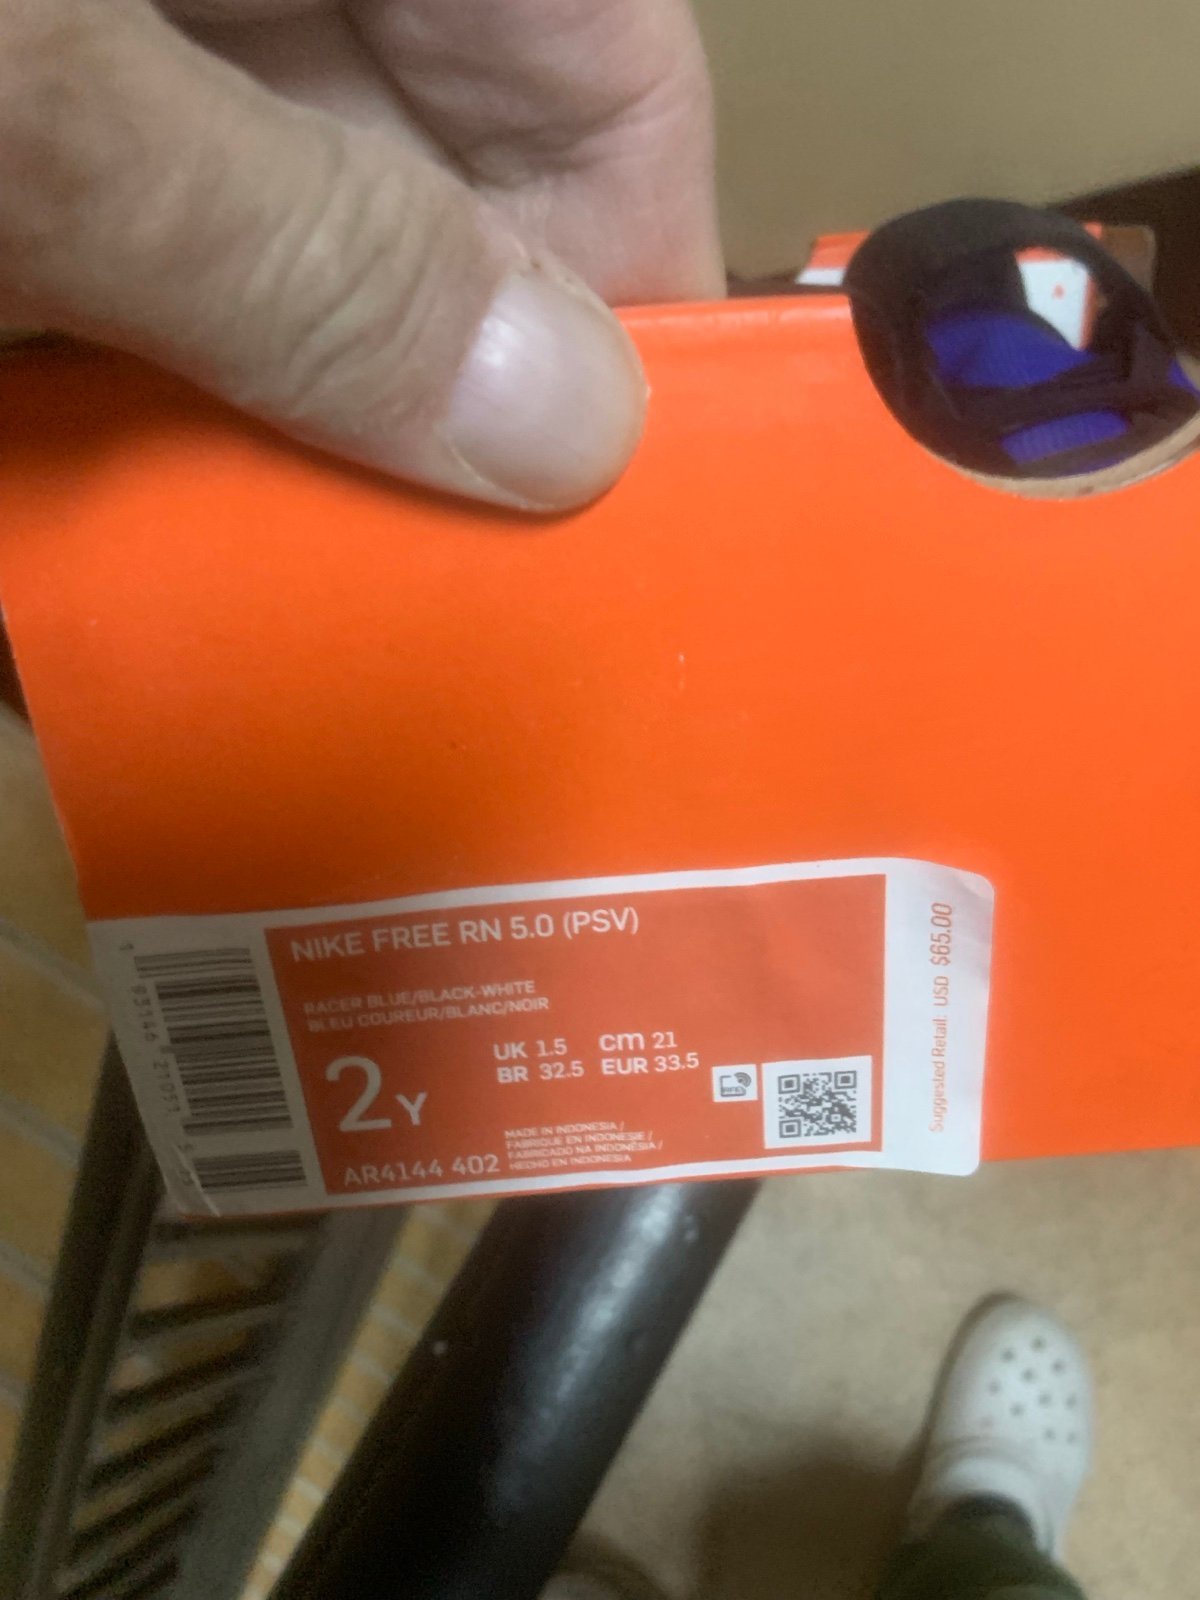 NIKE FREE RN 5.0 (PSV)
RACER BLUE/BLACK-WHITE
BLEU COUREUR/BLANC/NOIR
2Y
UK 1.5 cm 21
BR 32.5 EUR 33.5
MADE IN INDONESIA /
FABRIQUE EN INDONESIE /
FABRICADO NA INDONÉSIA /
HECHO EN INDONESIA
AR4144 402
Suggested Retail: USD $65.00